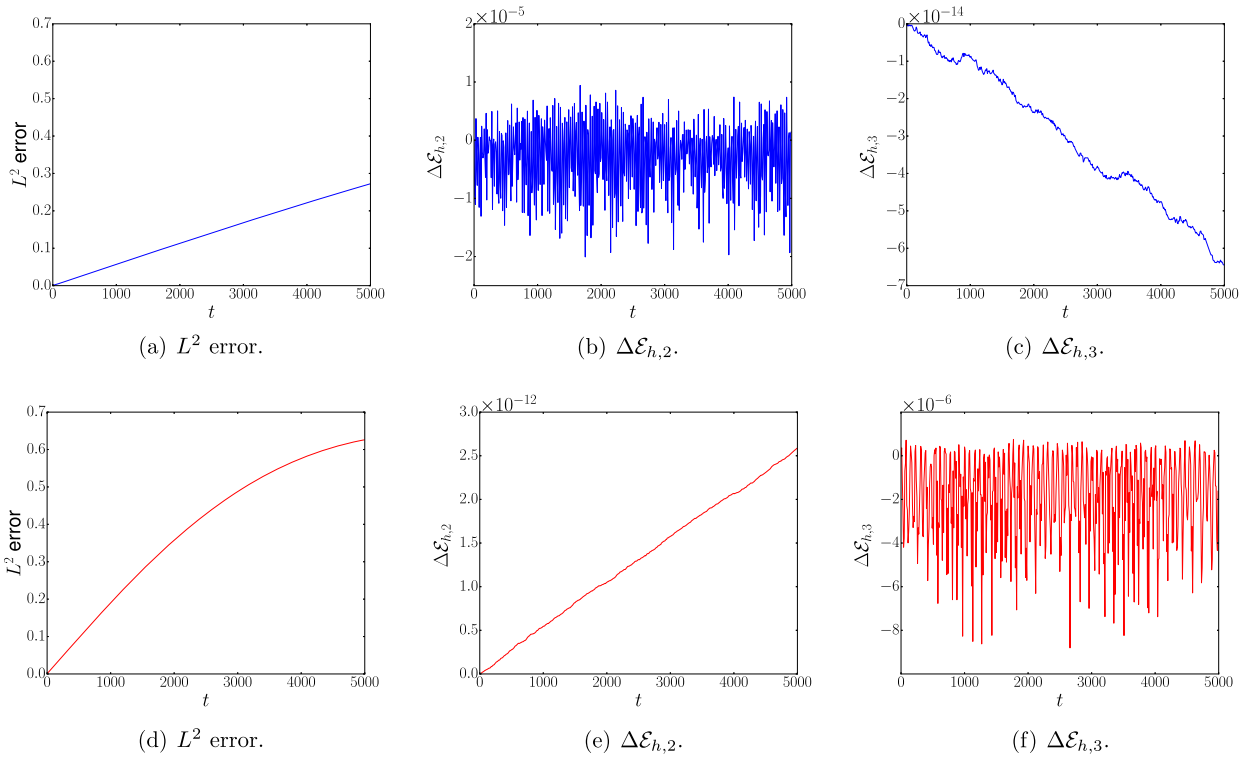 0.7
0.6
0.5
0.4
0.3
0.2
0.1
0.0
0 1000 2000 3000 4000 5000
t
L² error
(a) L² error.
×10⁻⁵
2
1
0
−1
−2
0 1000 2000 3000 4000 5000
t
Δℰ_{h,2}
(b) Δℰ_{h,2}.
×10⁻¹⁴
0
−1
−2
−3
−4
−5
−6
−7
0 1000 2000 3000 4000 5000
t
Δℰ_{h,3}
(c) Δℰ_{h,3}.
0.7
0.6
0.5
0.4
0.3
0.2
0.1
0.0
0 1000 2000 3000 4000 5000
t
L² error
(d) L² error.
×10⁻¹²
3.0
2.5
2.0
1.5
1.0
0.5
0.0
0 1000 2000 3000 4000 5000
t
Δℰ_{h,2}
(e) Δℰ_{h,2}.
×10⁻⁶
0
−2
−4
−6
−8
0 1000 2000 3000 4000 5000
t
Δℰ_{h,3}
(f) Δℰ_{h,3}.